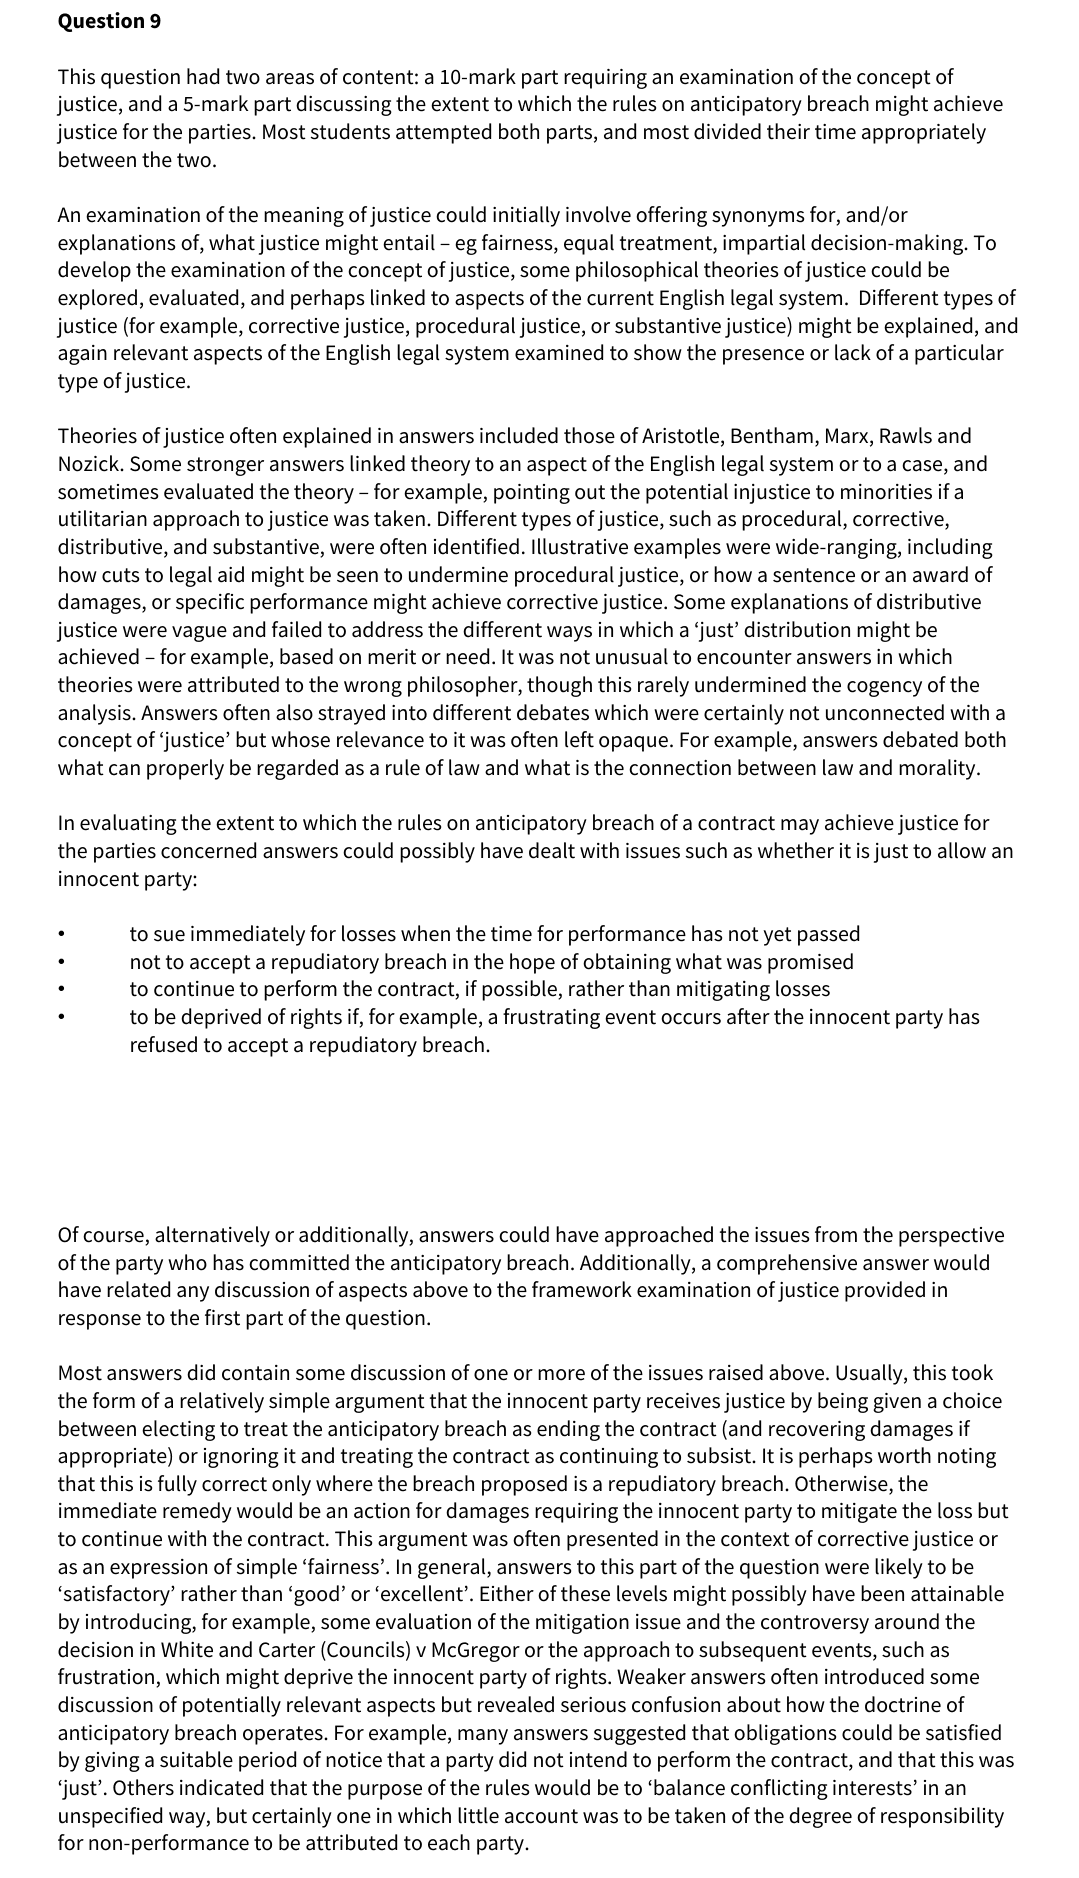 Question 9
This question had two areas of content: a 10-mark part requiring an examination of the concept of
justice, and a 5-mark part discussing the extent to which the rules on anticipatory breach might achieve
justice for the parties. Most students attempted both parts, and most divided their time appropriately
between the two.
An examination of the meaning of justice could initially involve offering synonyms for, and/or
explanations of, what justice might entail – eg fairness, equal treatment, impartial decision-making. To
develop the examination of the concept of justice, some philosophical theories of justice could be
explored, evaluated, and perhaps linked to aspects of the current English legal system.  Different types of
justice (for example, corrective justice, procedural justice, or substantive justice) might be explained, and
again relevant aspects of the English legal system examined to show the presence or lack of a particular
type of justice.
Theories of justice often explained in answers included those of Aristotle, Bentham, Marx, Rawls and
Nozick. Some stronger answers linked theory to an aspect of the English legal system or to a case, and
sometimes evaluated the theory – for example, pointing out the potential injustice to minorities if a
utilitarian approach to justice was taken. Different types of justice, such as procedural, corrective,
distributive, and substantive, were often identified. Illustrative examples were wide-ranging, including
how cuts to legal aid might be seen to undermine procedural justice, or how a sentence or an award of
damages, or specific performance might achieve corrective justice. Some explanations of distributive
justice were vague and failed to address the different ways in which a ‘just’ distribution might be
achieved – for example, based on merit or need. It was not unusual to encounter answers in which
theories were attributed to the wrong philosopher, though this rarely undermined the cogency of the
analysis. Answers often also strayed into different debates which were certainly not unconnected with a
concept of ‘justice’ but whose relevance to it was often left opaque. For example, answers debated both
what can properly be regarded as a rule of law and what is the connection between law and morality.
In evaluating the extent to which the rules on anticipatory breach of a contract may achieve justice for
the parties concerned answers could possibly have dealt with issues such as whether it is just to allow an
innocent party:
• to sue immediately for losses when the time for performance has not yet passed
• not to accept a repudiatory breach in the hope of obtaining what was promised
• to continue to perform the contract, if possible, rather than mitigating losses
• to be deprived of rights if, for example, a frustrating event occurs after the innocent party has
refused to accept a repudiatory breach.
Of course, alternatively or additionally, answers could have approached the issues from the perspective
of the party who has committed the anticipatory breach. Additionally, a comprehensive answer would
have related any discussion of aspects above to the framework examination of justice provided in
response to the first part of the question.
Most answers did contain some discussion of one or more of the issues raised above. Usually, this took
the form of a relatively simple argument that the innocent party receives justice by being given a choice
between electing to treat the anticipatory breach as ending the contract (and recovering damages if
appropriate) or ignoring it and treating the contract as continuing to subsist. It is perhaps worth noting
that this is fully correct only where the breach proposed is a repudiatory breach. Otherwise, the
immediate remedy would be an action for damages requiring the innocent party to mitigate the loss but
to continue with the contract. This argument was often presented in the context of corrective justice or
as an expression of simple ‘fairness’. In general, answers to this part of the question were likely to be
‘satisfactory’ rather than ‘good’ or ‘excellent’. Either of these levels might possibly have been attainable
by introducing, for example, some evaluation of the mitigation issue and the controversy around the
decision in White and Carter (Councils) v McGregor or the approach to subsequent events, such as
frustration, which might deprive the innocent party of rights. Weaker answers often introduced some
discussion of potentially relevant aspects but revealed serious confusion about how the doctrine of
anticipatory breach operates. For example, many answers suggested that obligations could be satisfied
by giving a suitable period of notice that a party did not intend to perform the contract, and that this was
‘just’. Others indicated that the purpose of the rules would be to ‘balance conflicting interests’ in an
unspecified way, but certainly one in which little account was to be taken of the degree of responsibility
for non-performance to be attributed to each party.